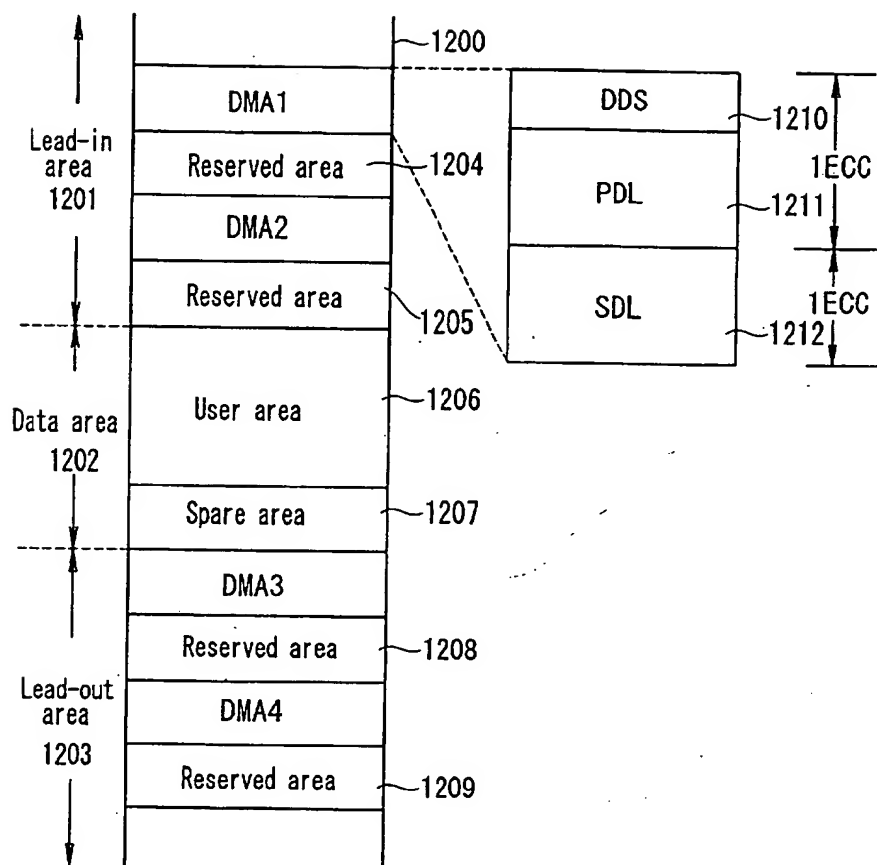 1200
DMA1
Reserved area
1204
DMA2
Reserved area
1205
Lead-in
area
1201
User area
1206
Data area
1202
Spare area
1207
DMA3
Reserved area
1208
DMA4
Lead-out
area
1203
Reserved area
1209
DDS
1210
PDL
1211
1ECC
SDL
1212
1ECC